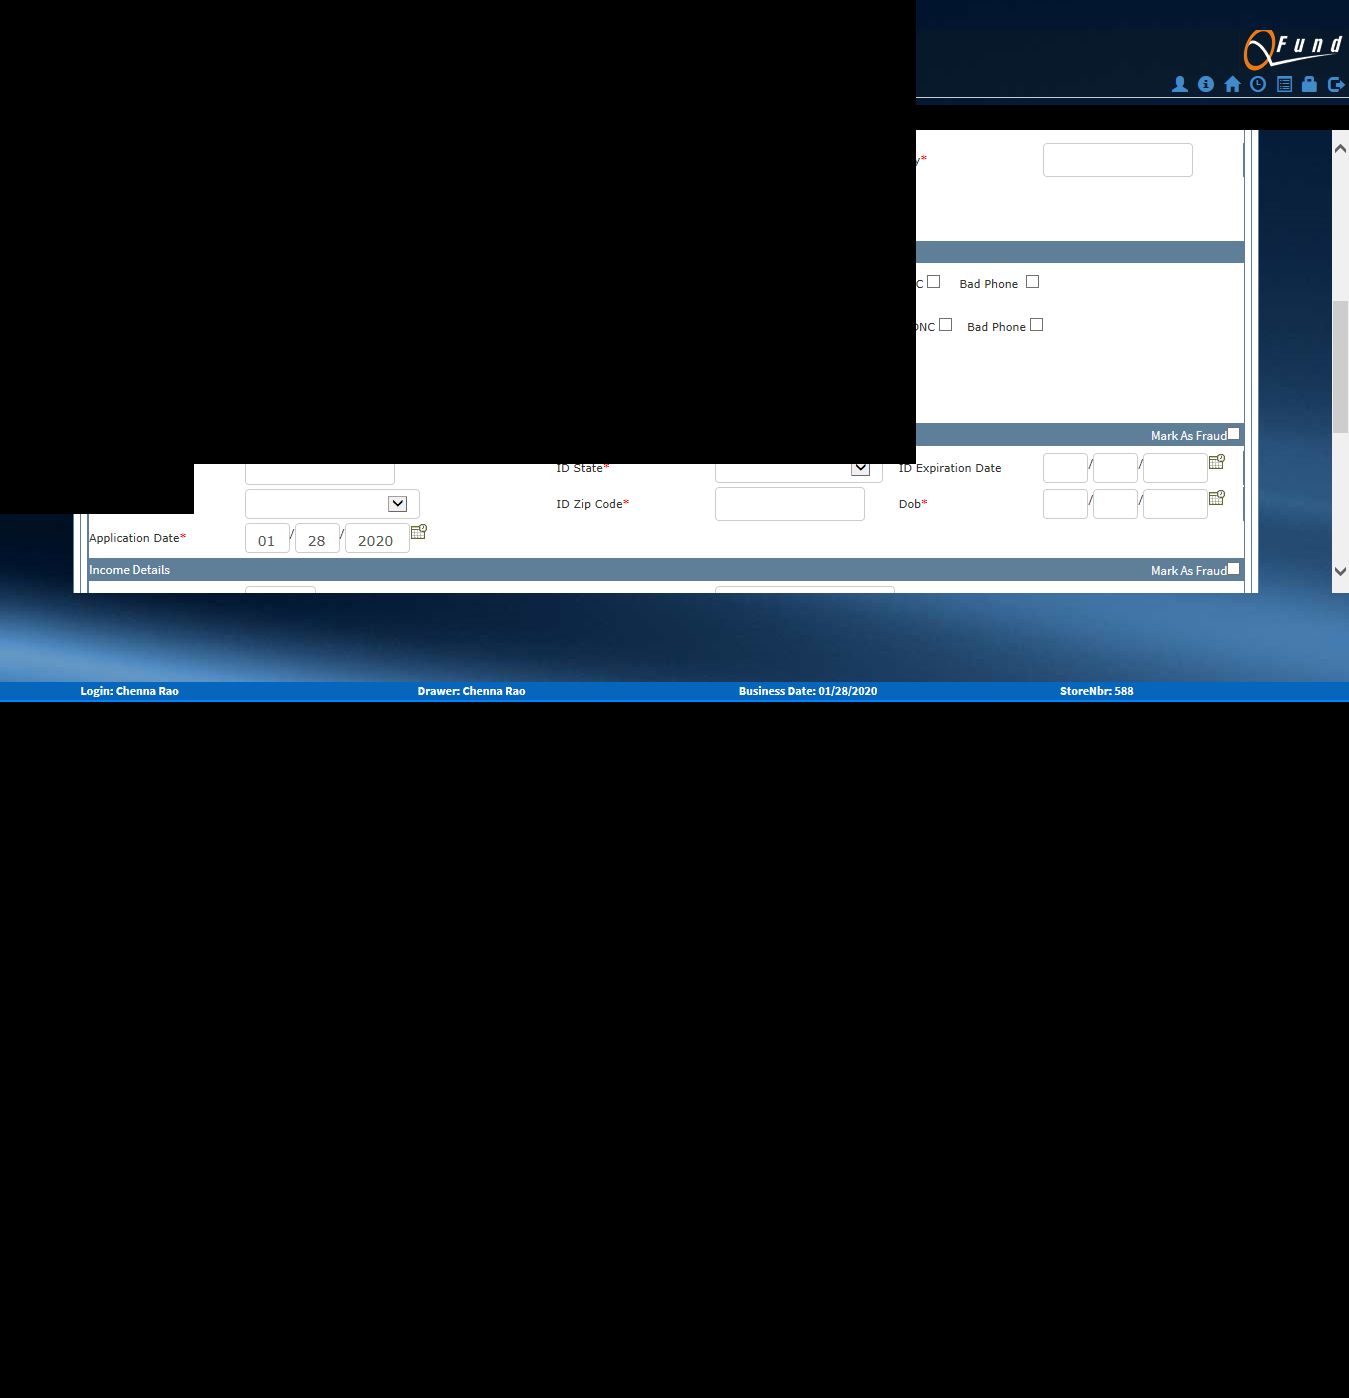 Fund
*
Bad Phone
Bad Phone
Mark As Fraud
ID State* ID Expiration Date / /
ID Zip Code* Dob* / /
Application Date* 01 / 28 / 2020
Income Details Mark As Fraud
Login: Chenna Rao Drawer: Chenna Rao Business Date: 01/28/2020 StoreNbr: 588